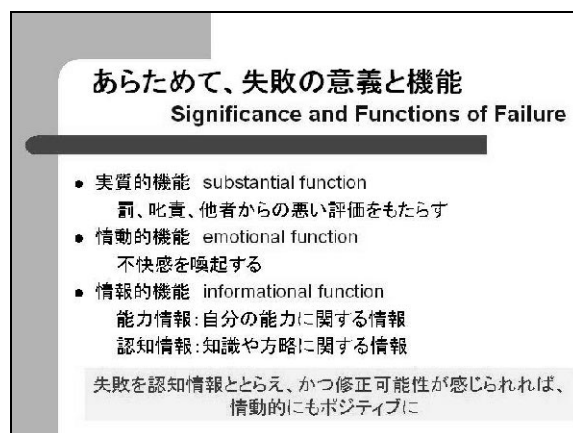 あらためて、失敗の意義と機能
Significance and Functions of Failure
● 実質的機能 substantial function
罰、叱責、他者からの悪い評価をもたらす
● 情動的機能 emotional function
不快感を喚起する
● 情報的機能 informational function
能力情報:自分の能力に関する情報
認知情報:知識や方略に関する情報
失敗を認知情報ととらえ、かつ修正可能性が感じられれば、
情動的にもポジティブに